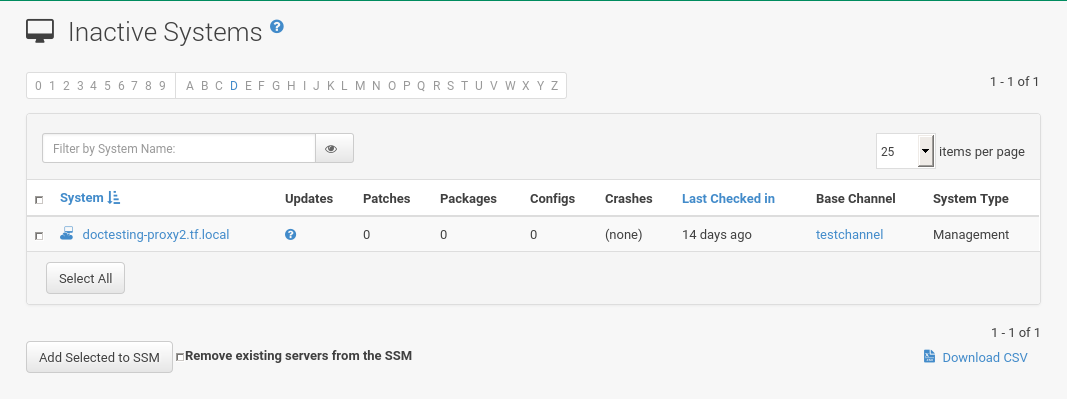 Inactive Systems ?
0 1 2 3 4 5 6 7 8 9 A B C D E F G H I J K L M N O P Q R S T U V W X Y Z
1 - 1 of 1
Filter by System Name:
25 items per page
System Updates Patches Packages Configs Crashes Last Checked in Base Channel System Type
doctesting-proxy2.tf.local ? 0 0 0 (none) 14 days ago testchannel Management
Select All
1 - 1 of 1
Add Selected to SSM Remove existing servers from the SSM
Download CSV